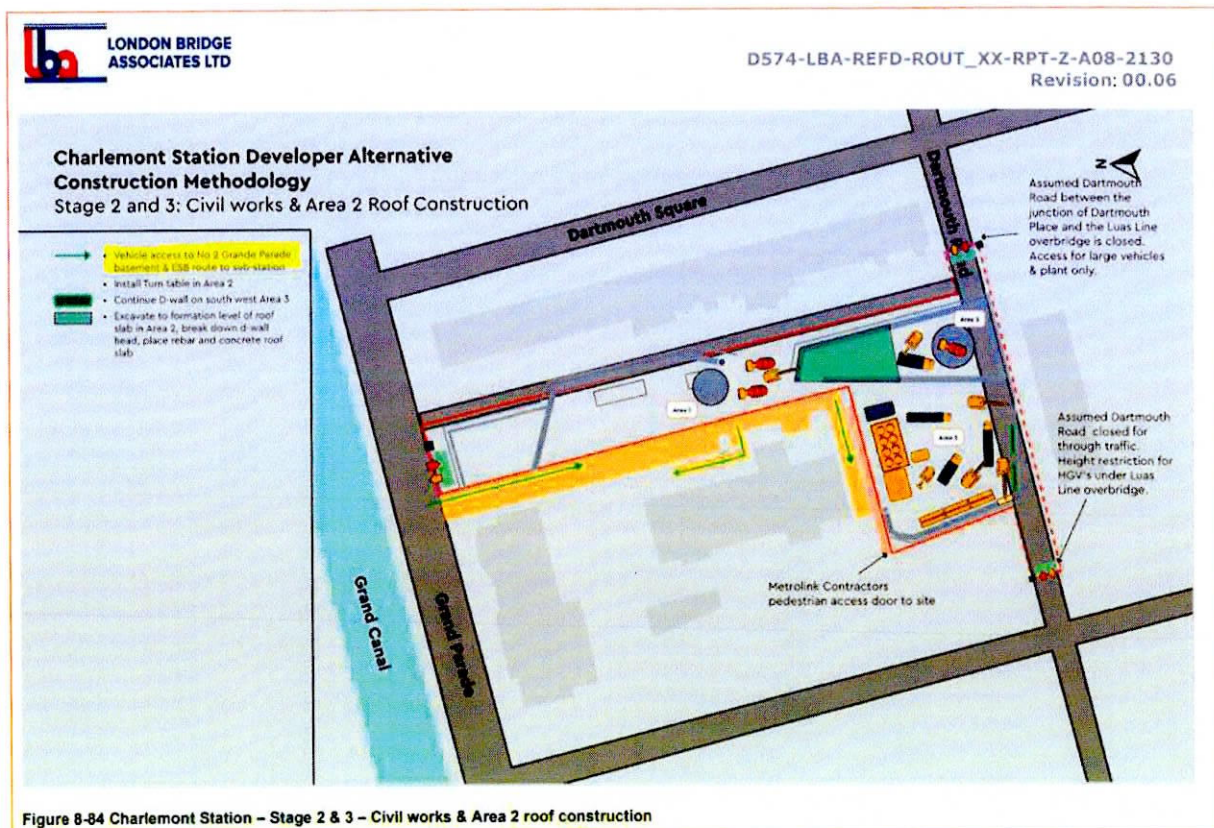 lba
LONDON BRIDGE
ASSOCIATES LTD
D574-LBA-REFD-ROUT_XX-RPT-Z-A08-2130
Revision: 00.06
Charlemont Station Developer Alternative
Construction Methodology
Stage 2 and 3: Civil works & Area 2 Roof Construction
• Vehicle access to No 2 Grande Parade
basement & ESB route to sub-station
• Install Turn table in Area 2
• Continue D-wall on south west Area 3
• Excavate to formation level of roof
slab in Area 2, break down d-wall
head, place rebar and concrete roof
slab
Dartmouth Square
Dartmouth
N
Assumed Dartmouth
Road between the
junction of Dartmouth
Place and the Luas Line
overbridge is closed.
Access for large vehicles
& plant only.
Assumed Dartmouth
Road closed for
through traffic.
Height restriction for
HGV's under Luas
Line overbridge.
Metrolink Contractors
pedestrian access door to site
Grand Canal
Grand Parade
Figure 8-84 Charlemont Station – Stage 2 & 3 – Civil works & Area 2 roof construction